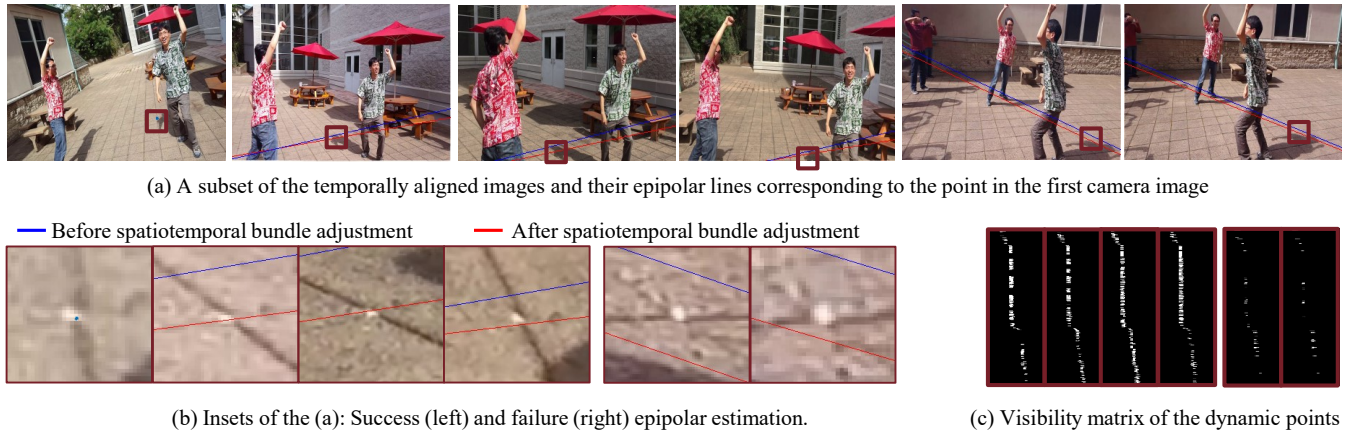 (a) A subset of the temporally aligned images and their epipolar lines corresponding to the point in the first camera image
Before spatiotemporal bundle adjustment
After spatiotemporal bundle adjustment
(b) Insets of the (a): Success (left) and failure (right) epipolar estimation.
(c) Visibility matrix of the dynamic points